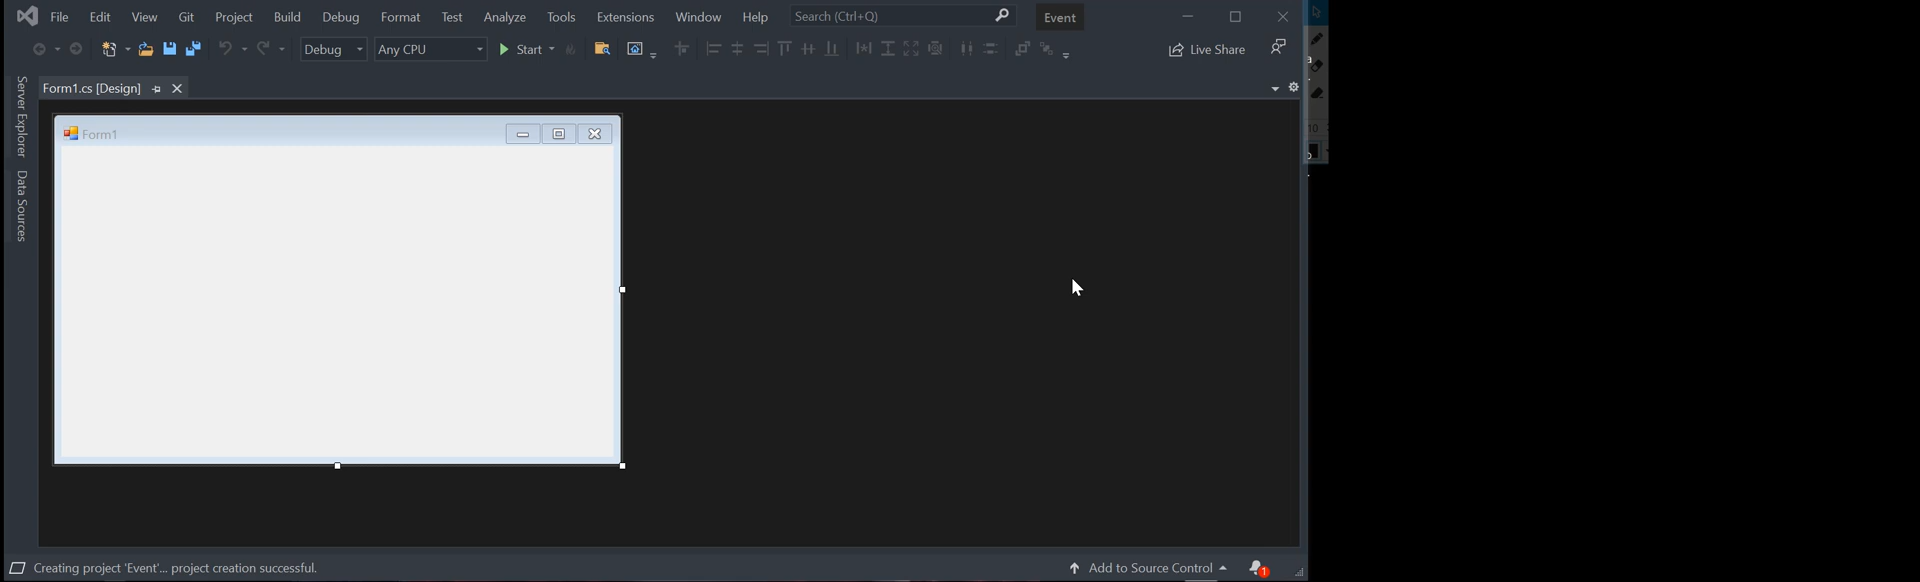 File Edit View Git Project Build Debug Format Test Analyze Tools Extensions Window Help Search (Ctrl+Q) Event
Debug Any CPU Start Live Share
Form1.cs [Design]
Server Explorer
Data Sources
Form1
10
Creating project 'Event'... project creation successful. Add to Source Control 1